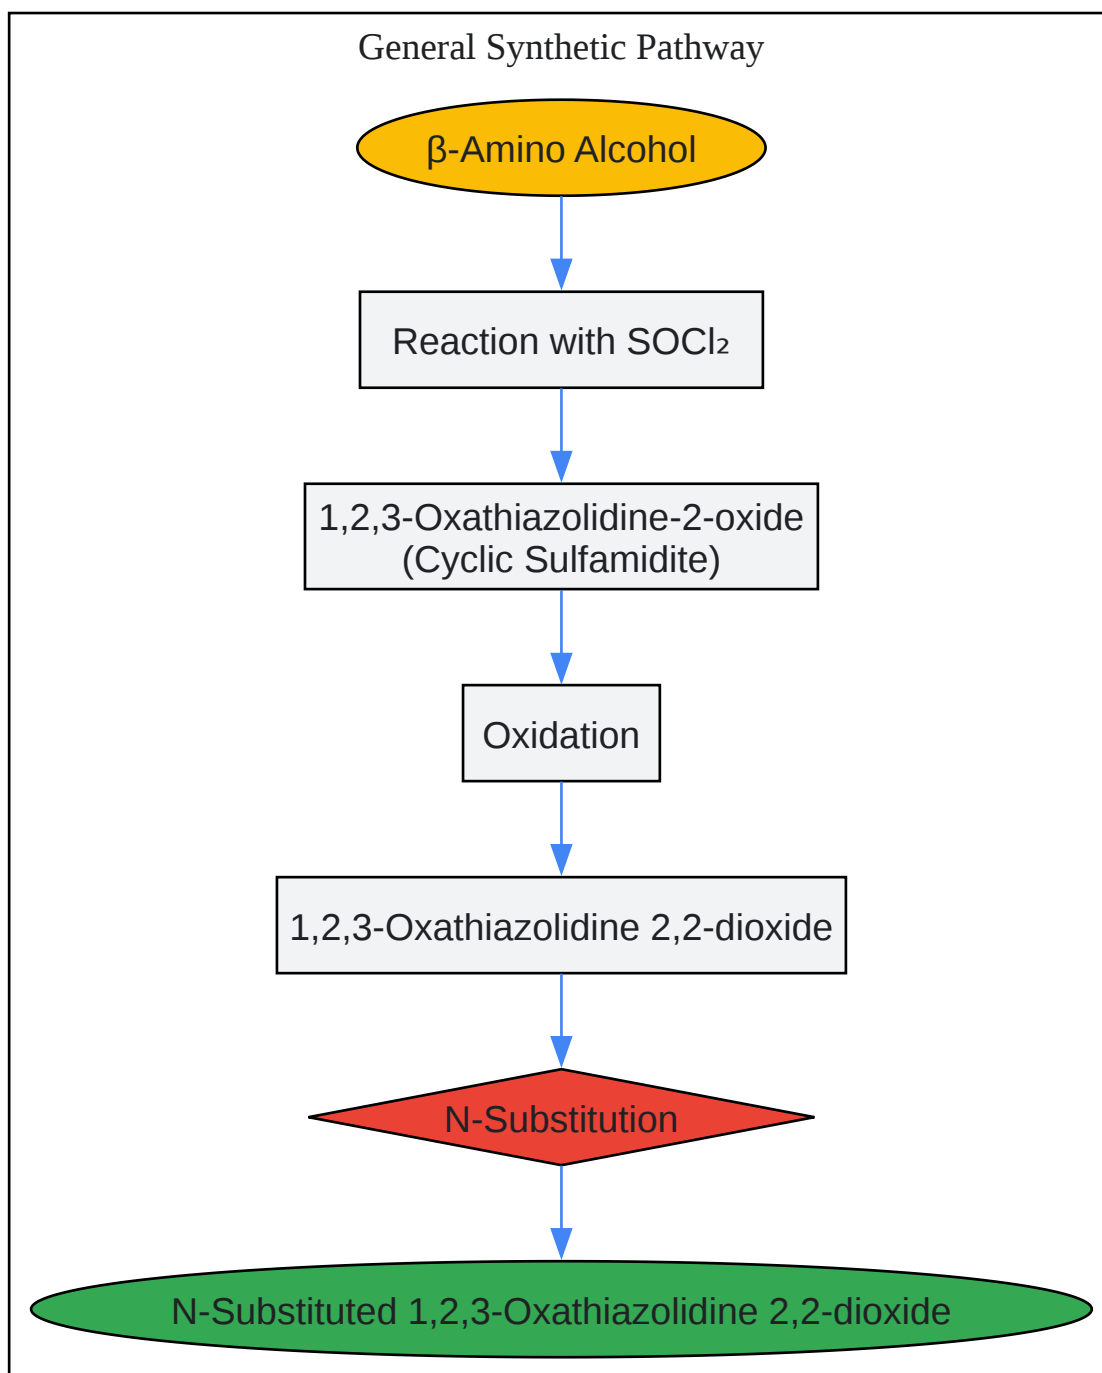 General Synthetic Pathway
β-Amino Alcohol
Reaction with SOCl₂
1,2,3-Oxathiazolidine-2-oxide
(Cyclic Sulfamidite)
Oxidation
1,2,3-Oxathiazolidine 2,2-dioxide
N-Substitution
N-Substituted 1,2,3-Oxathiazolidine 2,2-dioxide